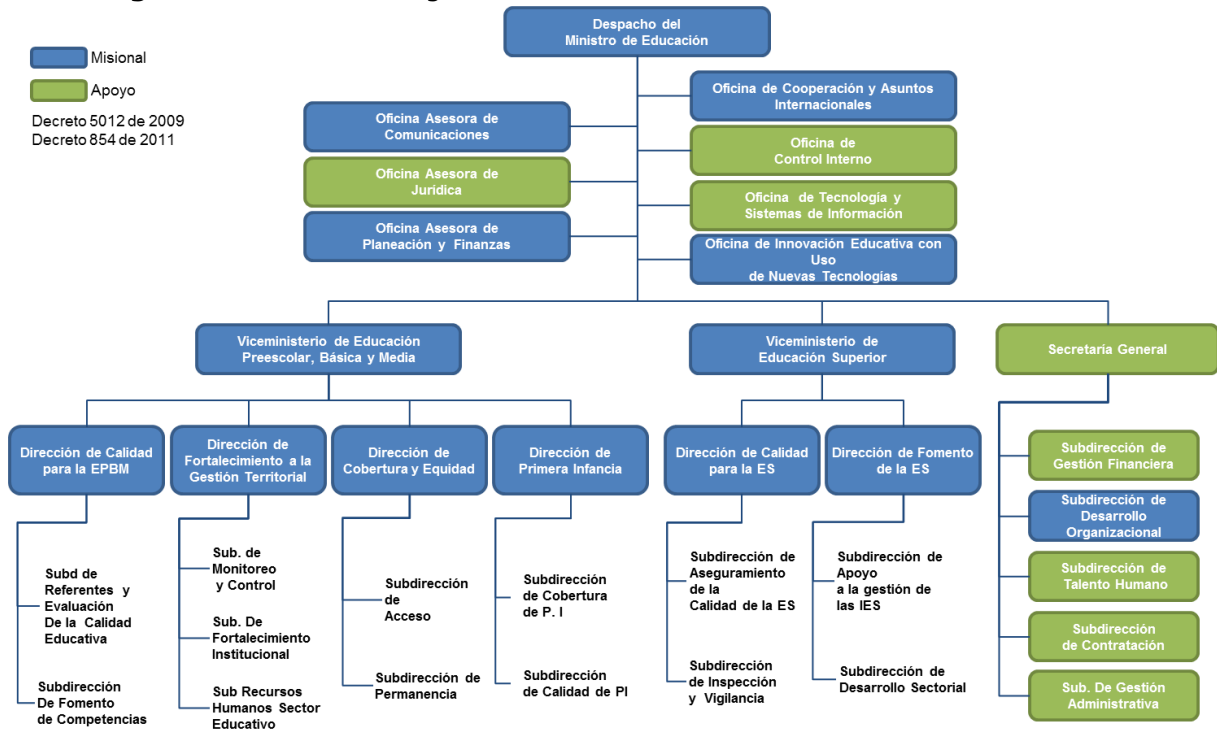 Despacho del
Ministro de Educación
Misional
Apoyo
Decreto 5012 de 2009
Decreto 854 de 2011
Oficina de Cooperación y Asuntos
Internacionales
Oficina Asesora de
Comunicaciones
Oficina de
Control Interno
Oficina Asesora de
Jurídica
Oficina de Tecnología y
Sistemas de Información
Oficina Asesora de
Planeación y Finanzas
Oficina de Innovación Educativa con
Uso
de Nuevas Tecnologías
Viceministerio de Educación
Preescolar, Básica y Media
Viceministerio de
Educación Superior
Secretaría General
Dirección de Calidad
para la EPBM
Dirección de
Fortalecimiento a la
Gestión Territorial
Dirección de
Cobertura y Equidad
Dirección de
Primera Infancia
Dirección de Calidad
para la ES
Dirección de Fomento
de la ES
Subd de
Referentes y
Evaluación
De la Calidad
Educativa
Subdirección
De Fomento
de Competencias
Sub. de
Monitoreo
y Control
Sub. De
Fortalecimiento
Institucional
Sub Recursos
Humanos Sector
Educativo
Subdirección
de
Acceso
Subdirección de
Permanencia
Subdirección
de Cobertura
de P. I
Subdirección
de Calidad de PI
Subdirección de
Aseguramiento
de la
Calidad de la ES
Subdirección
de Inspección
y Vigilancia
Subdirección de
Apoyo
a la gestión de
las IES
Subdirección de
Desarrollo Sectorial
Subdirección de
Gestión Financiera
Subdirección de
Desarrollo
Organizacional
Subdirección de
Talento Humano
Subdirección
de Contratación
Sub. De Gestión
Administrativa